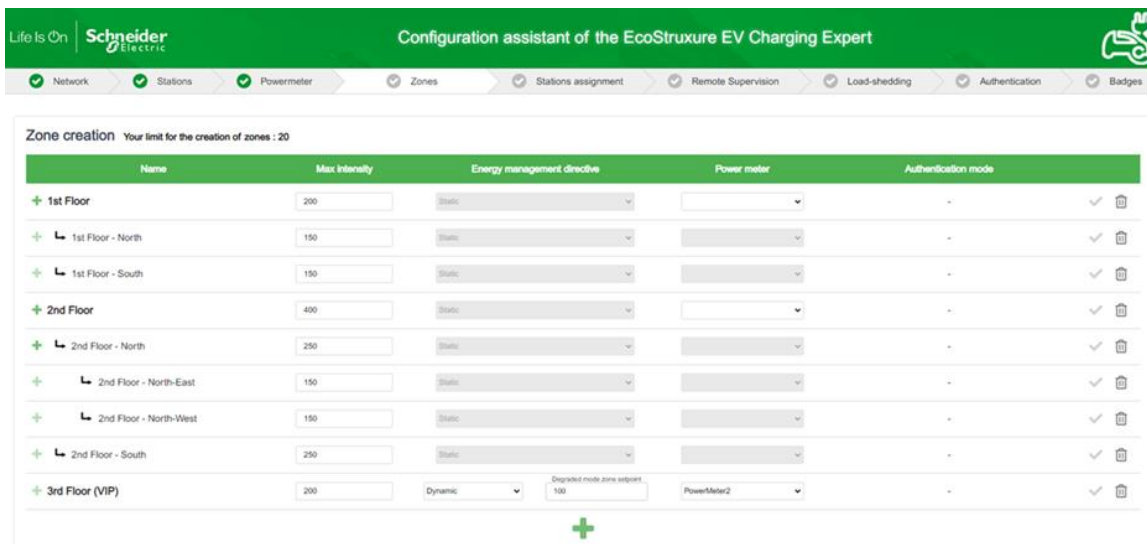 Life Is On Schneider Electric
Configuration assistant of the EcoStruxure EV Charging Expert
Network Stations Powermeter Zones Stations assignment Remote Supervision Load-shedding Authentication Badges
Zone creation Your limit for the creation of zones : 20
Name Max intensity Energy management directive Power meter Authentication mode
1st Floor 200 Static -
1st Floor - North 150 Static -
1st Floor - South 150 Static -
2nd Floor 400 Static -
2nd Floor - North 250 Static -
2nd Floor - North-East 150 Static -
2nd Floor - North-West 150 Static -
2nd Floor - South 250 Static -
Degraded mode zone setpoint
3rd Floor (VIP) 200 Dynamic 100 PowerMeter2 -